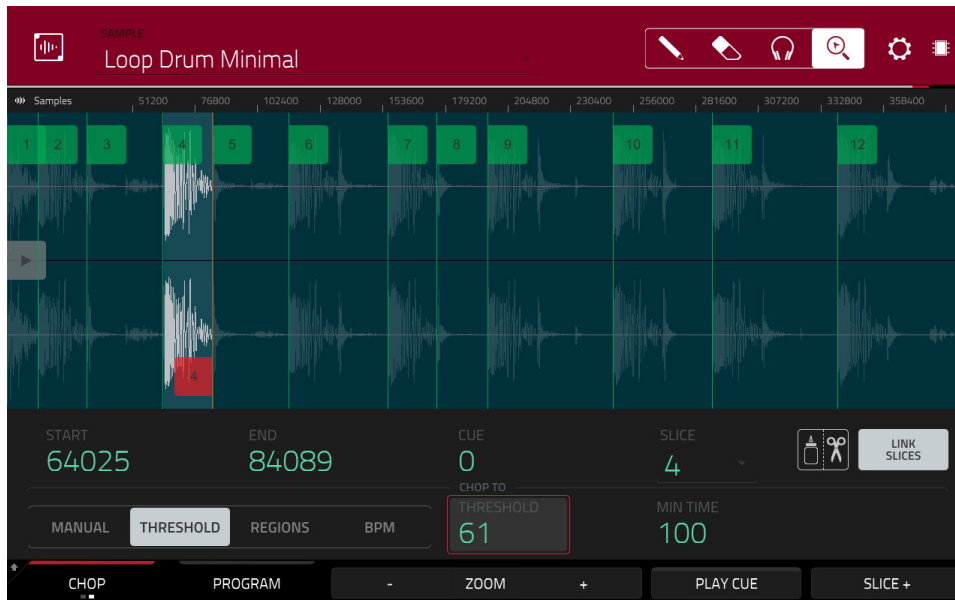 SAMPLE
Loop Drum Minimal
Samples 51200 76800 102400 128000 153600 179200 204800 230400 256000 281600 307200 332800 358400
1 2 3 4 5 6 7 8 9 10 11 12
4
START END CUE SLICE
64025 84089 0 4
LINK SLICES
CHOP TO
MANUAL THRESHOLD REGIONS BPM
THRESHOLD MIN TIME
61 100
CHOP PROGRAM - ZOOM + PLAY CUE SLICE +